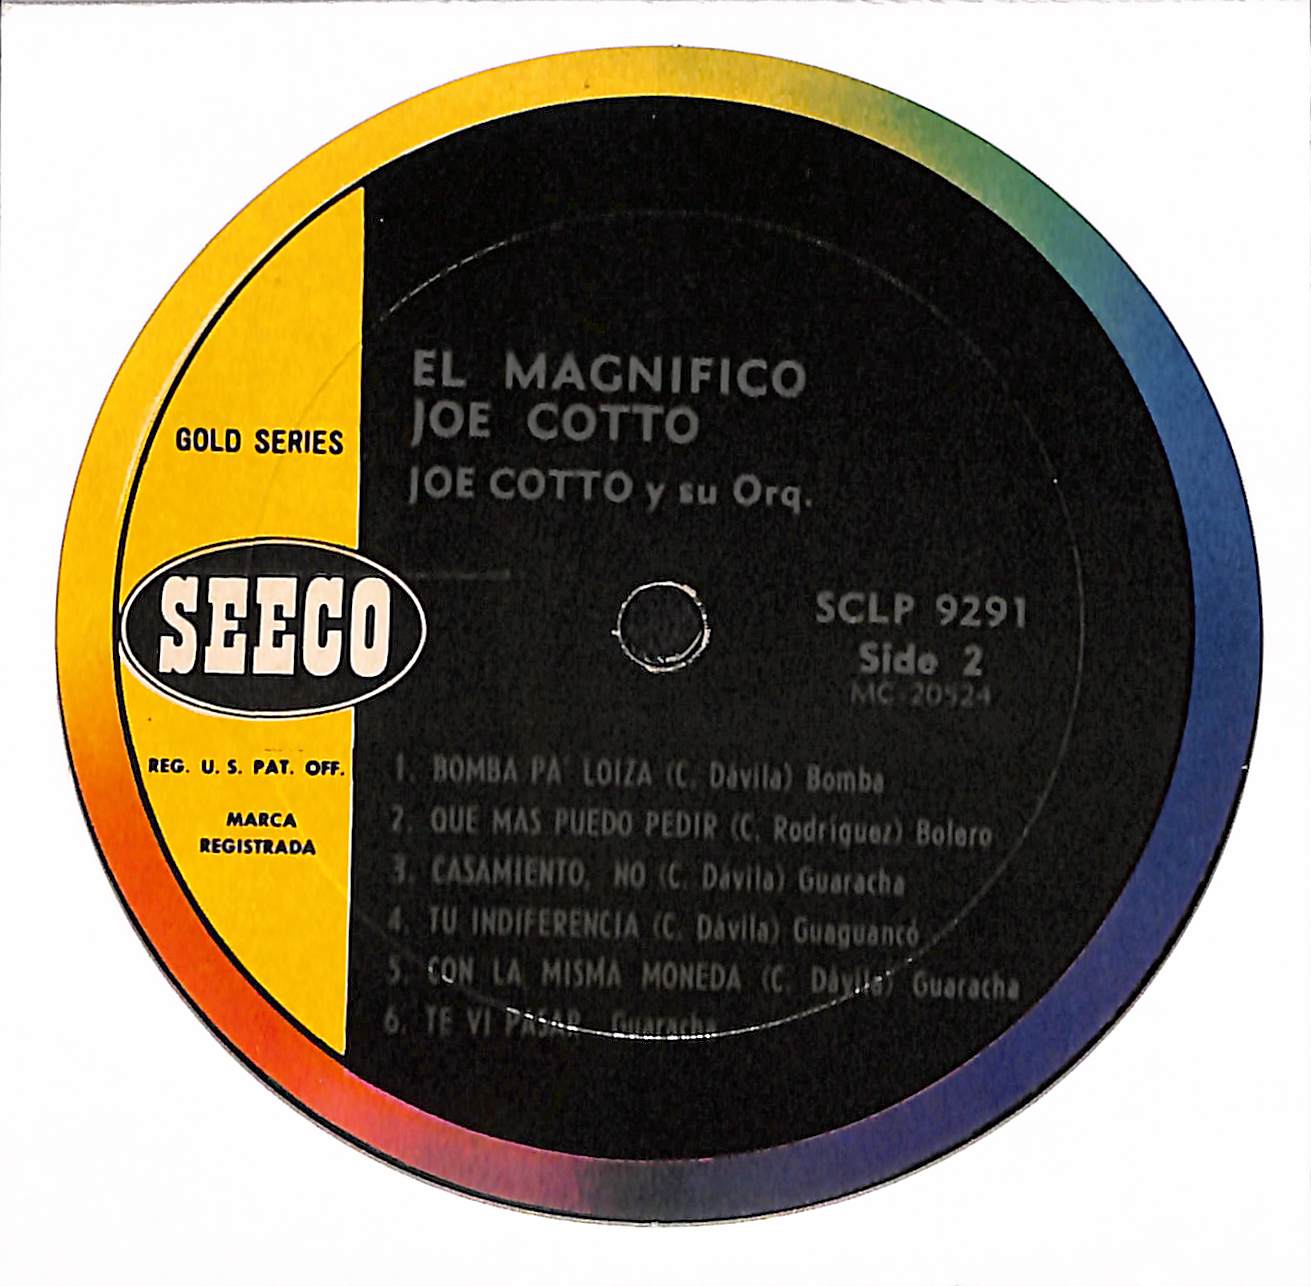 EL MAGNIFICO
JOE COTTO
JOE COTTO y su Orq.
GOLD SERIES
SEECO
SCLP 9291
Side 2
MC-20524
REG. U. S. PAT. OFF.
MARCA
REGISTRADA
1. BOMBA PA' LOIZA (C. Dávila) Bomba
2. QUE MAS PUEDO PEDIR (C. Rodríguez) Bolero
3. CASAMIENTO, NO (C. Dávila) Guaracha
4. TU INDIFERENCIA (C. Dávila) Guaguancó
5. CON LA MISMA MONEDA (C. Dávila) Guaracha
6. TE VI PASAR Guaracha